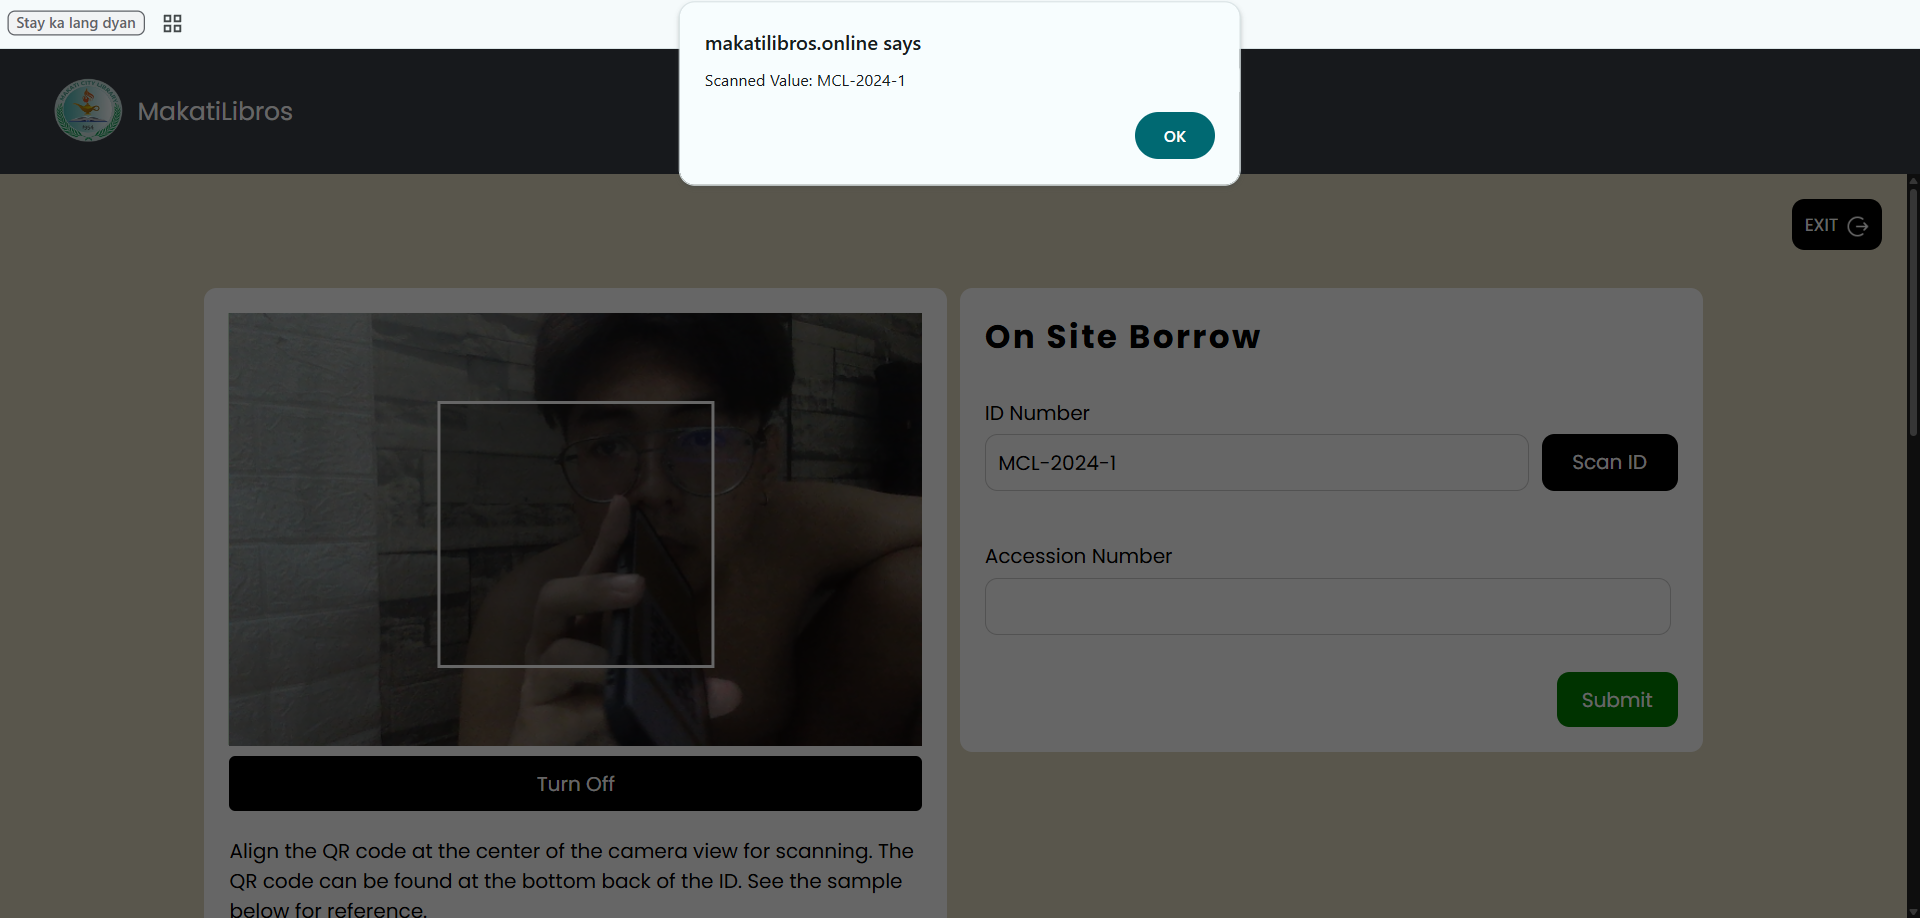 Stay ka lang dyan
makatilibros.online says
Scanned Value: MCL-2024-1
OK
MakatiLibros
EXIT
On Site Borrow
ID Number
MCL-2024-1
Scan ID
Accession Number
Submit
Turn Off
Align the QR code at the center of the camera view for scanning. The
QR code can be found at the bottom back of the ID. See the sample
below for reference.